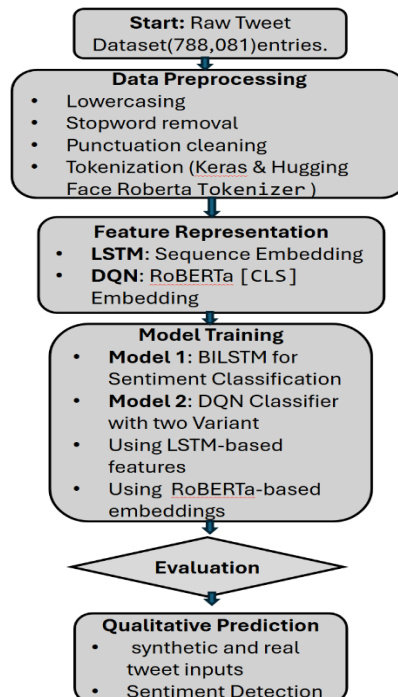 Start: Raw Tweet
Dataset(788,081)entries.
Data Preprocessing
• Lowercasing
• Stopword removal
• Punctuation cleaning
• Tokenization (Keras & Hugging
Face Roberta Tokenizer )
Feature Representation
• LSTM: Sequence Embedding
• DQN: RoBERTa [CLS]
Embedding
Model Training
• Model 1: BILSTM for
Sentiment Classification
• Model 2: DQN Classifier
with two Variant
• Using LSTM-based
features
• Using RoBERTa-based
embeddings
Evaluation
Qualitative Prediction
• synthetic and real
tweet inputs
• Sentiment Detection